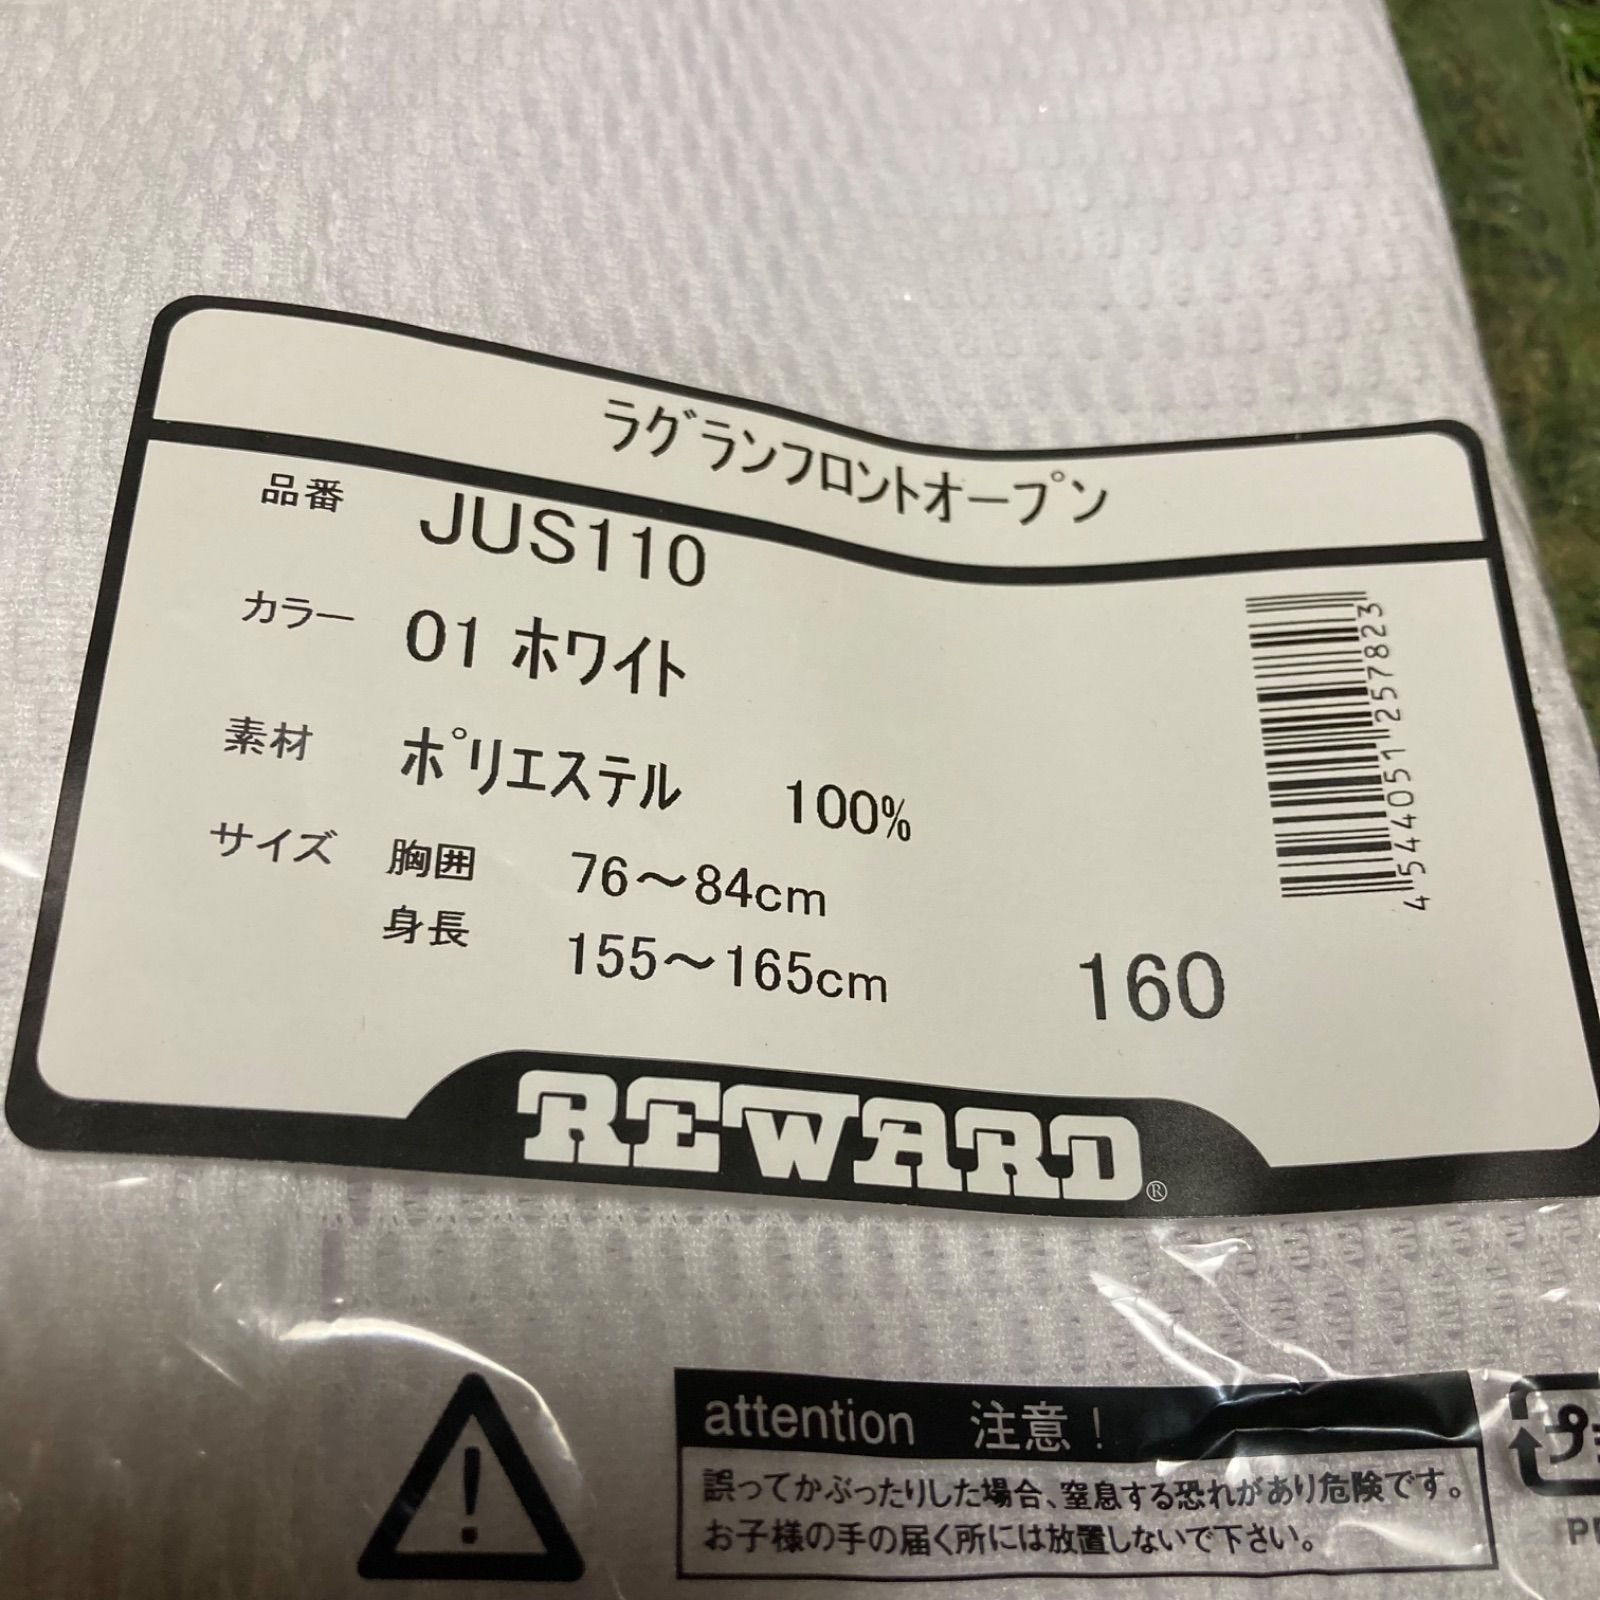 ラグランフロントオープン
品番 JUS110
カラー 01 ホワイト
素材 ポリエステル 100%
サイズ 胸囲 76～84cm
身長 155～165cm
160
4544051257823
REWARD®
attention 注意！
誤ってかぶったりした場合、窒息する恐れがあり危険です。
お子様の手の届く所には放置しないで下さい。
!
プ